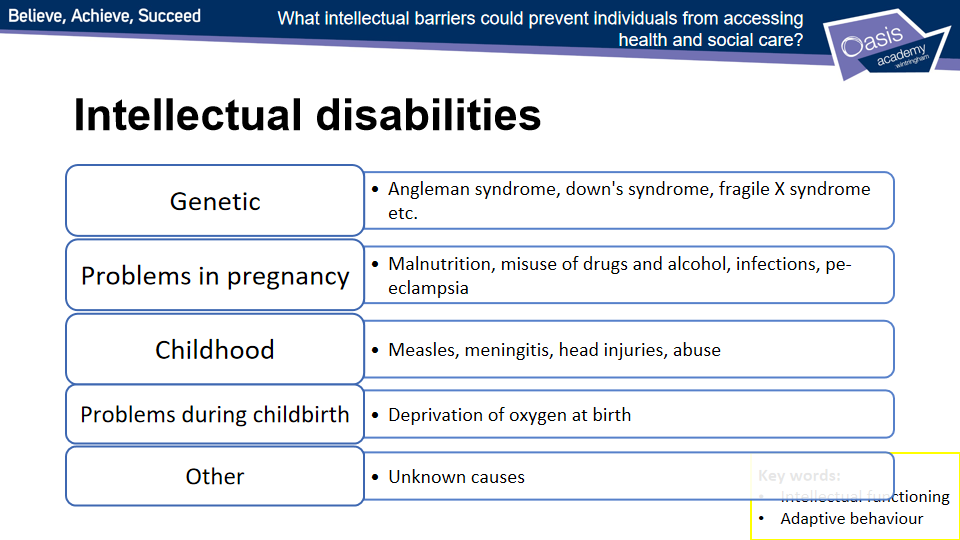 Believe, Achieve, Succeed
What intellectual barriers could prevent individuals from accessing
health and social care?
Oasis
academy
wintringham
Intellectual disabilities
Genetic
• Angleman syndrome, down's syndrome, fragile X syndrome
etc.
Problems in pregnancy
• Malnutrition, misuse of drugs and alcohol, infections, pe-
eclampsia
Childhood
• Measles, meningitis, head injuries, abuse
Problems during childbirth
• Deprivation of oxygen at birth
Other
• Unknown causes
Key words:
• Intellectual functioning
• Adaptive behaviour